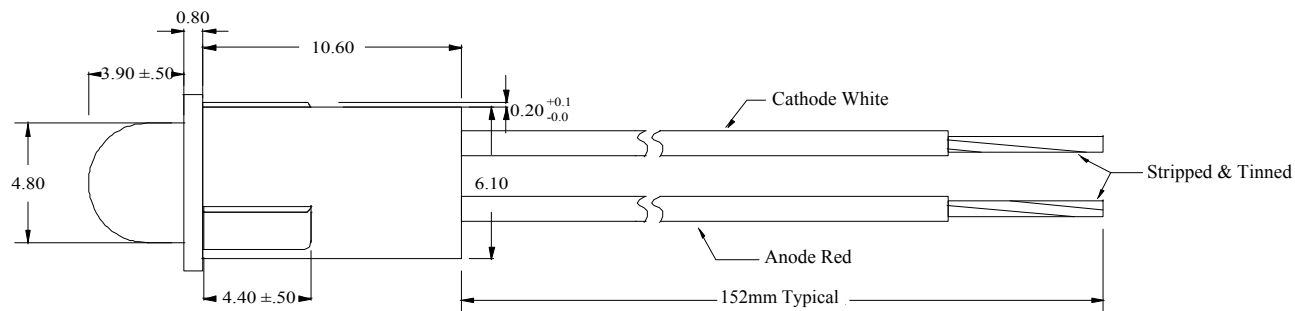 0.80
10.60
3.90 ±.50
0.20 +0.1 -0.0
Cathode White
4.80
6.10
Stripped & Tinned
Anode Red
4.40 ±.50
152mm Typical